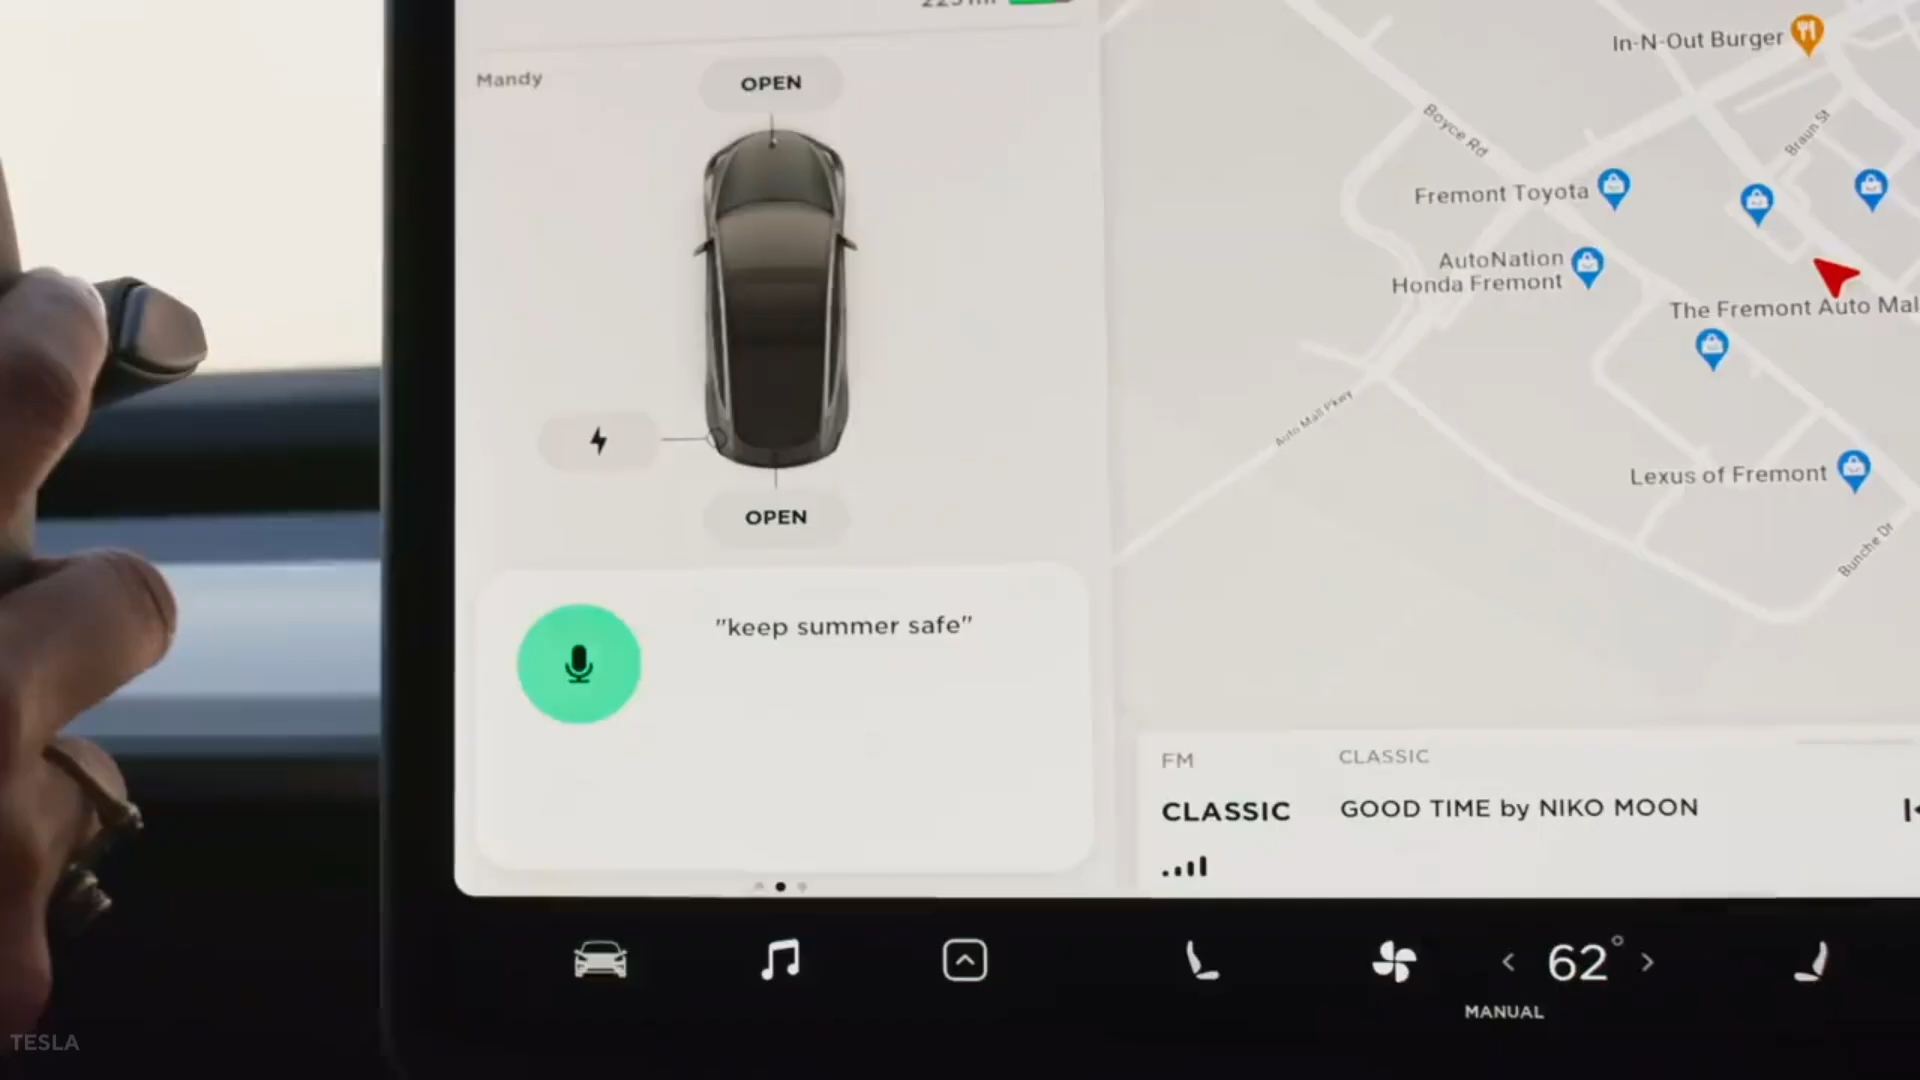 Mandy
OPEN
OPEN
"keep summer safe"
In-N-Out Burger
Boyce Rd
Braun St
Fremont Toyota
AutoNation
Honda Fremont
The Fremont Auto Mal
Auto Mall Pkwy
Lexus of Fremont
Bunche Dr
FM
CLASSIC
CLASSIC
GOOD TIME by NIKO MOON
62°
MANUAL
TESLA